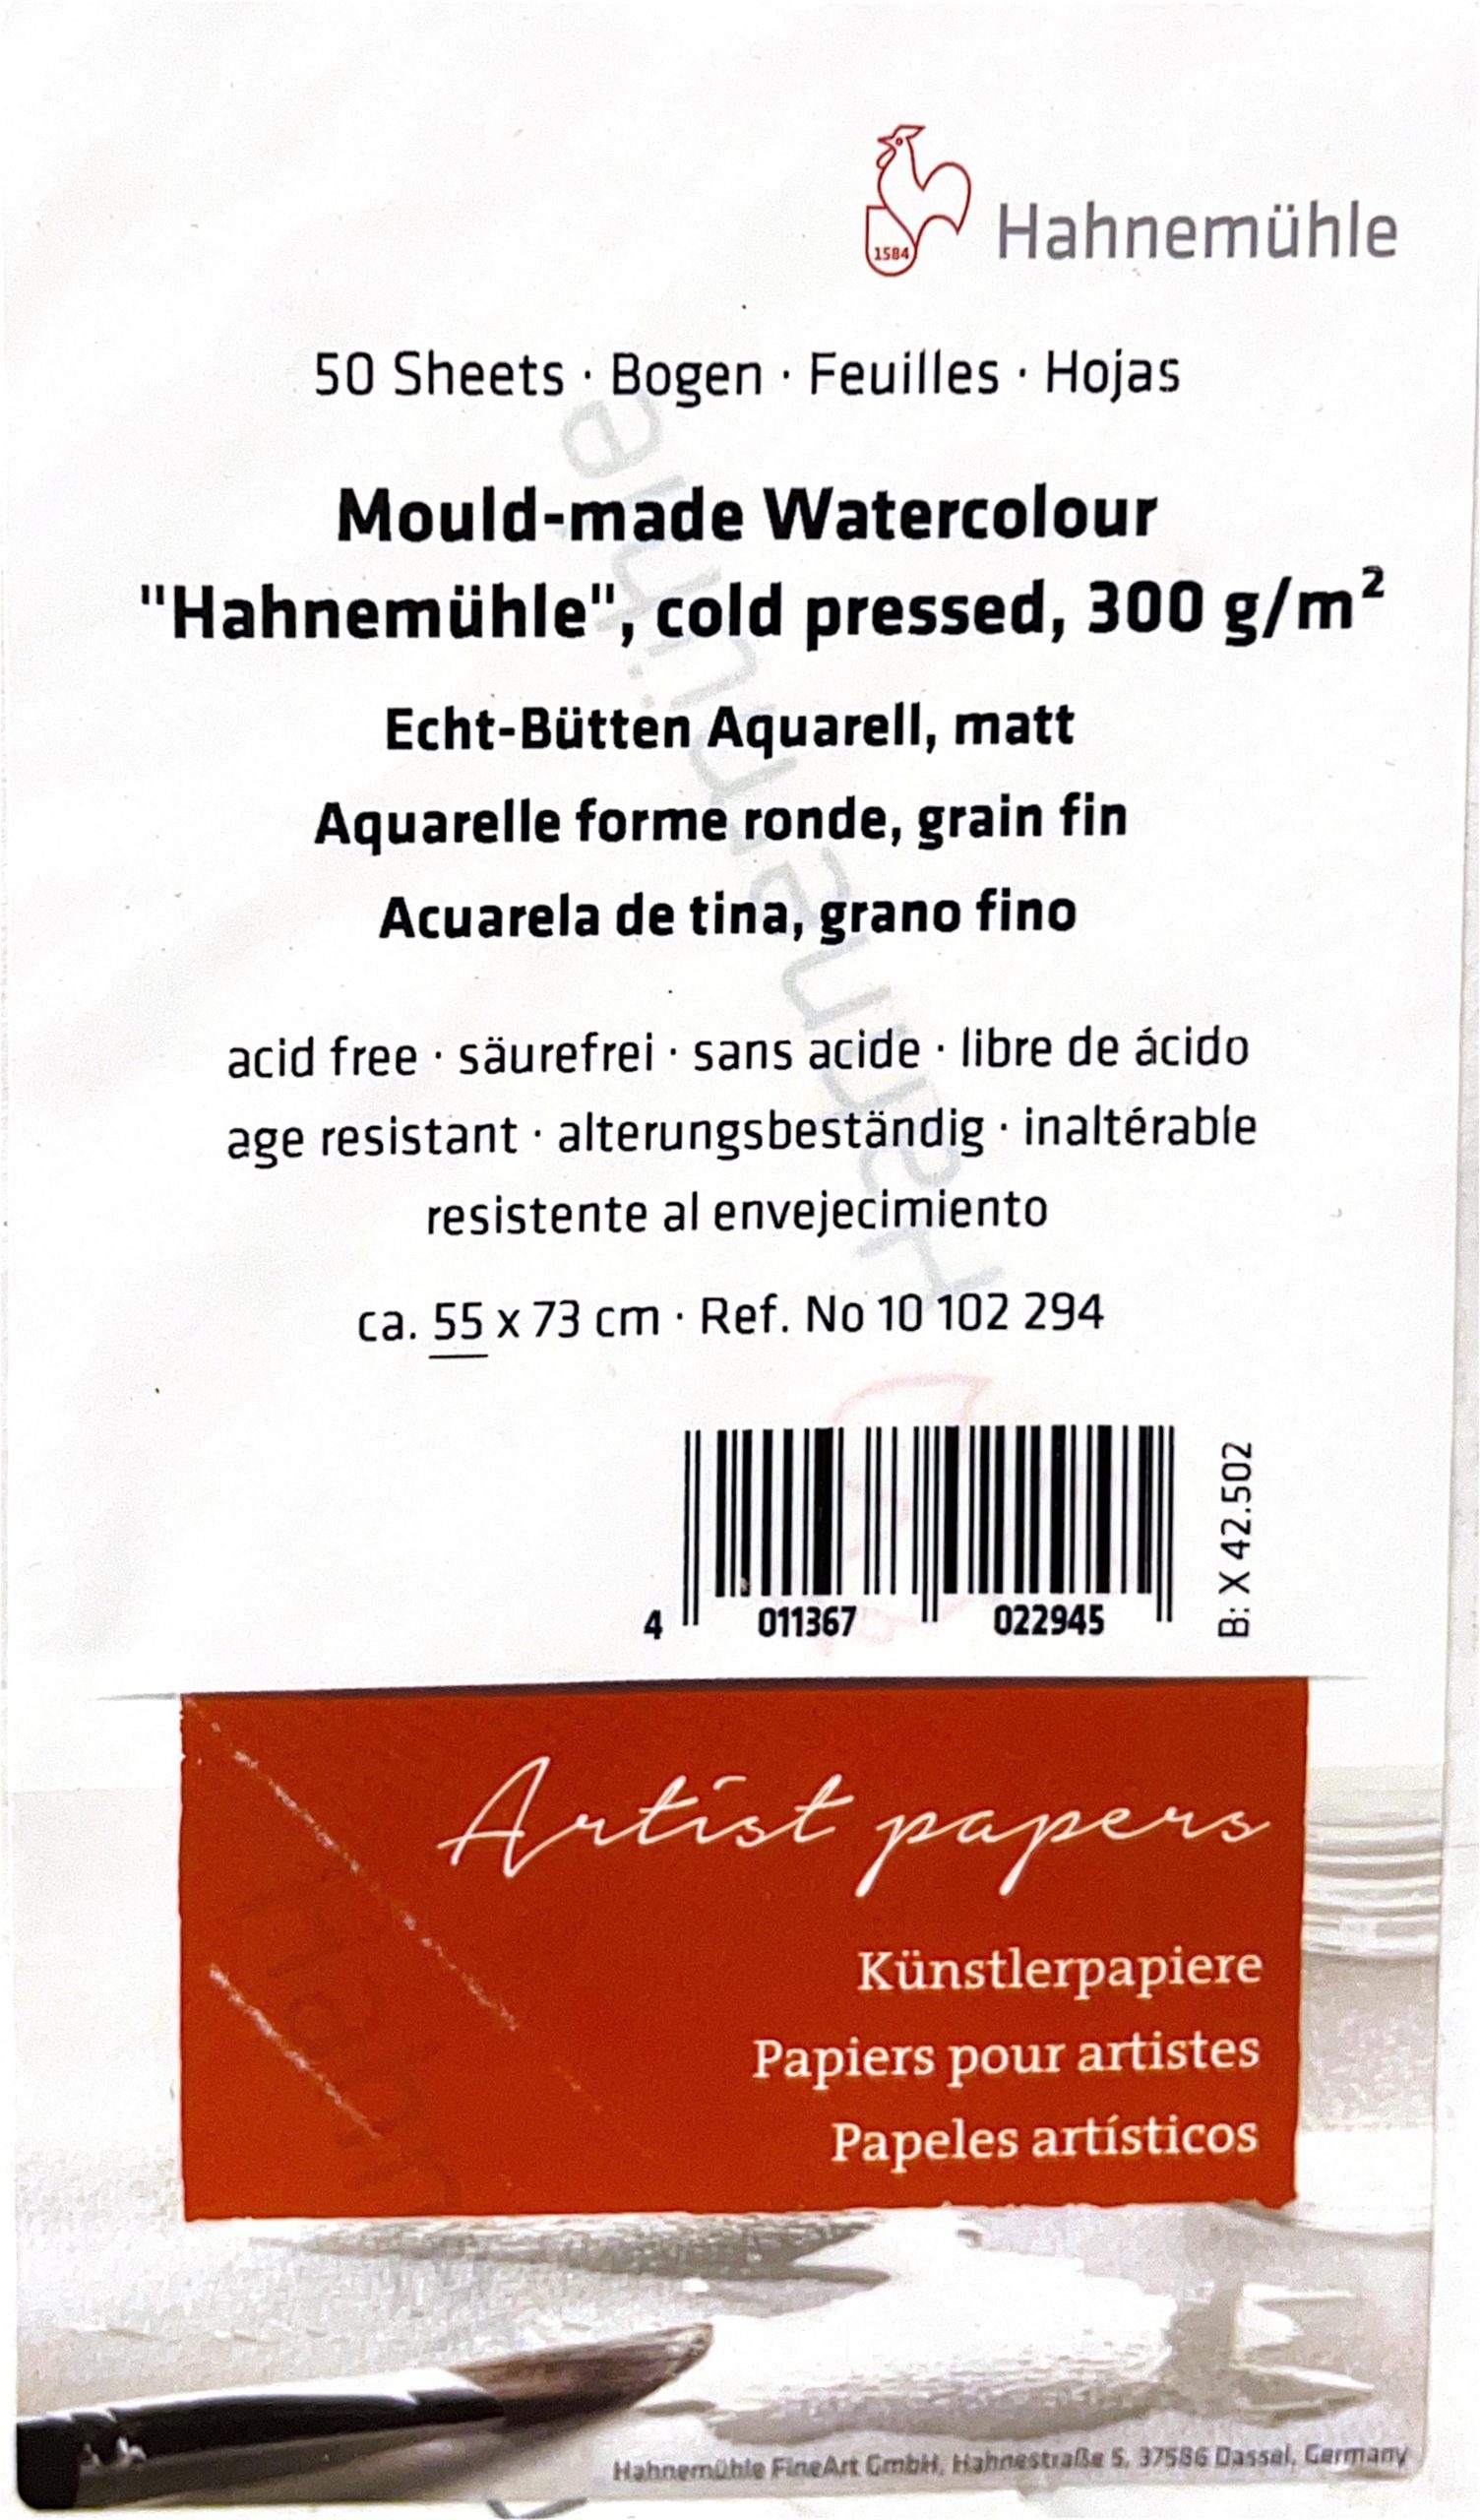 1584
Hahnemühle
50 Sheets · Bogen · Feuilles · Hojas
Mould-made Watercolour
"Hahnemühle", cold pressed, 300 g/m²
Echt-Bütten Aquarell, matt
Aquarelle forme ronde, grain fin
Acuarela de tina, grano fino
acid free · säurefrei · sans acide · libre de ácido
age resistant · alterungsbeständig · inaltérable
resistente al envejecimiento
ca. 55 x 73 cm · Ref. No 10 102 294
B: X 42.502
4 011367 022945
Artist papers
Künstlerpapiere
Papiers pour artistes
Papeles artísticos
Hahnemühle FineArt GmbH, Hahnestraße 5, 37586 Dassel, Germany
Hahnemühle